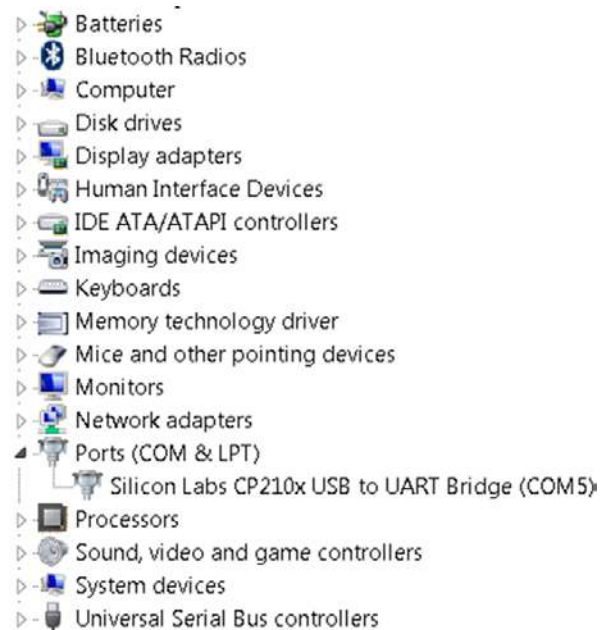 Batteries
Bluetooth Radios
Computer
Disk drives
Display adapters
Human Interface Devices
IDE ATA/ATAPI controllers
Imaging devices
Keyboards
Memory technology driver
Mice and other pointing devices
Monitors
Network adapters
Ports (COM & LPT)
Silicon Labs CP210x USB to UART Bridge (COM5)
Processors
Sound, video and game controllers
System devices
Universal Serial Bus controllers